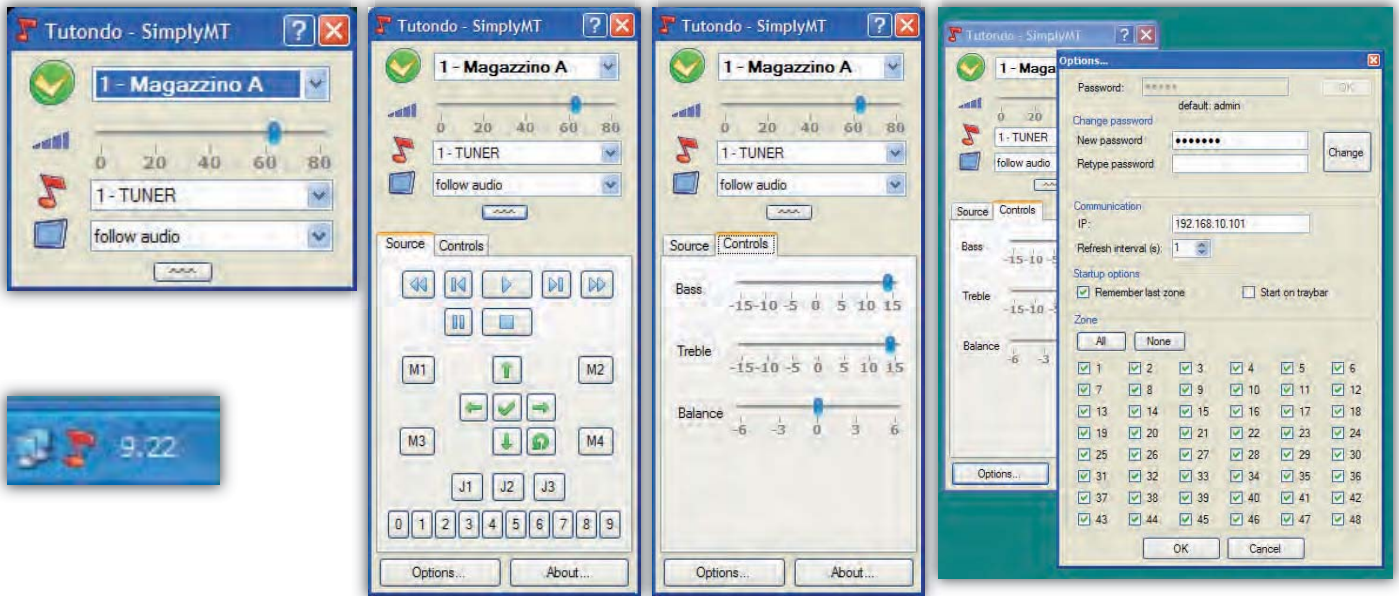 Tutondo - SimplyMT
1 - Magazzino A
0 20 40 60 80
1 - TUNER
follow audio
9.22
Tutondo - SimplyMT
1 - Magazzino A
0 20 40 60 80
1 - TUNER
follow audio
Source Controls
M1 M2
M3 M4
J1 J2 J3
0 1 2 3 4 5 6 7 8 9
Options... About...
Tutondo - SimplyMT
1 - Magazzino A
0 20 40 60 80
1 - TUNER
follow audio
Source Controls
Bass
-15 -10 -5 0 5 10 15
Treble
-15 -10 -5 0 5 10 15
Balance
-6 -3 0 3 6
Options... About...
Tutondo - SimplyMT
1 - Maga
0 20
1 - TUNER
follow audio
Source Controls
Bass
-15 -10 -5
Treble
-15 -10 -5
Balance
-6 -3
Options...
Options...
Password: ***** OK
default: admin
Change password
New password ●●●●●●●
Retype password
Change
Communication
IP: 192.168.10.101
Refresh interval (s): 1
Startup options
Remember last zone Start on traybar
Zone
All None
1 2 3 4 5 6
7 8 9 10 11 12
13 14 15 16 17 18
19 20 21 22 23 24
25 26 27 28 29 30
31 32 33 34 35 36
37 38 39 40 41 42
43 44 45 46 47 48
OK Cancel